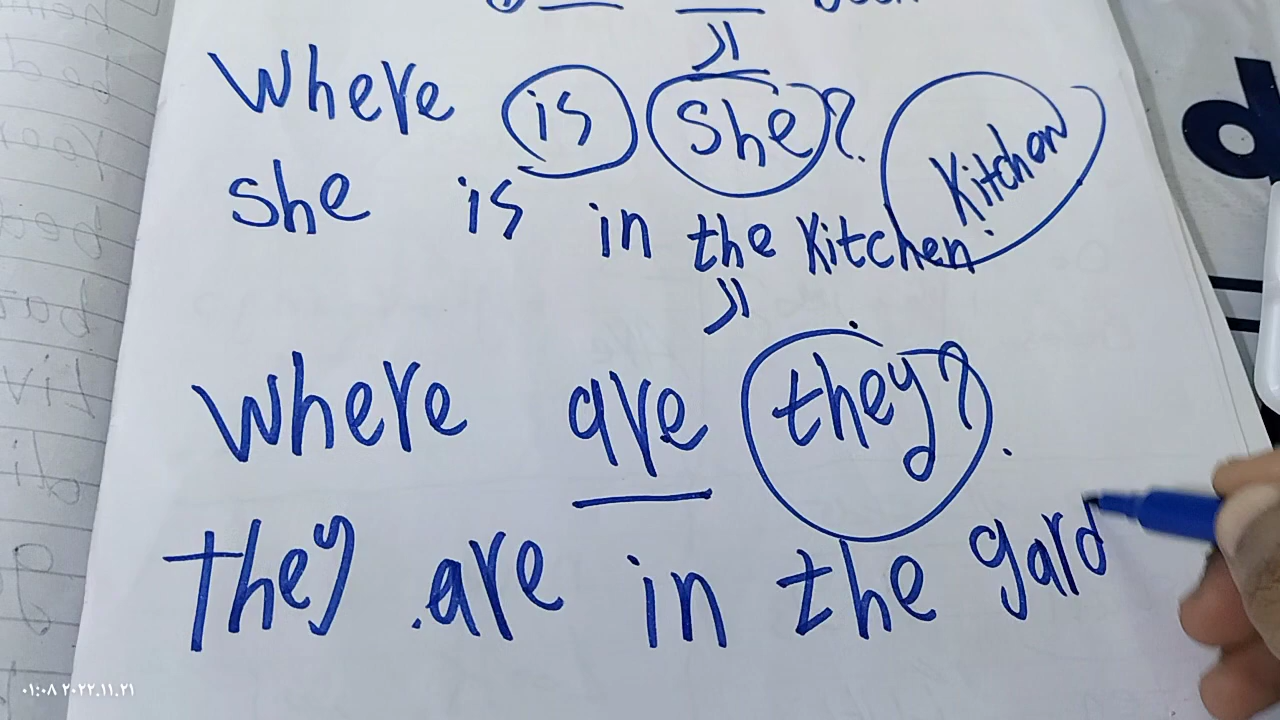 Where is she? Kitchen
she is in the Kitchen.
Where are they?
They are in the gard
٠١:٠٨ ٢٠٢٢.١١.٢١